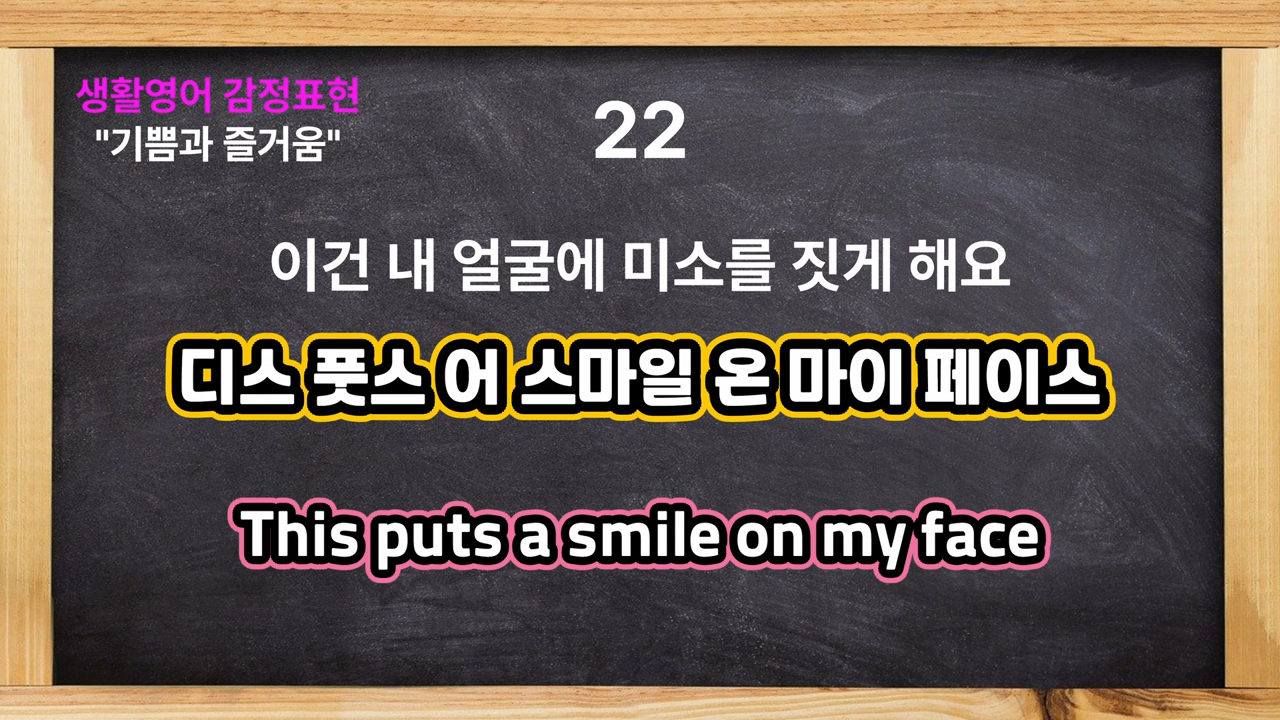 생활영어 감정표현
"기쁨과 즐거움"
22
이건 내 얼굴에 미소를 짓게 해요
디스 풋스 어 스마일 온 마이 페이스
This puts a smile on my face